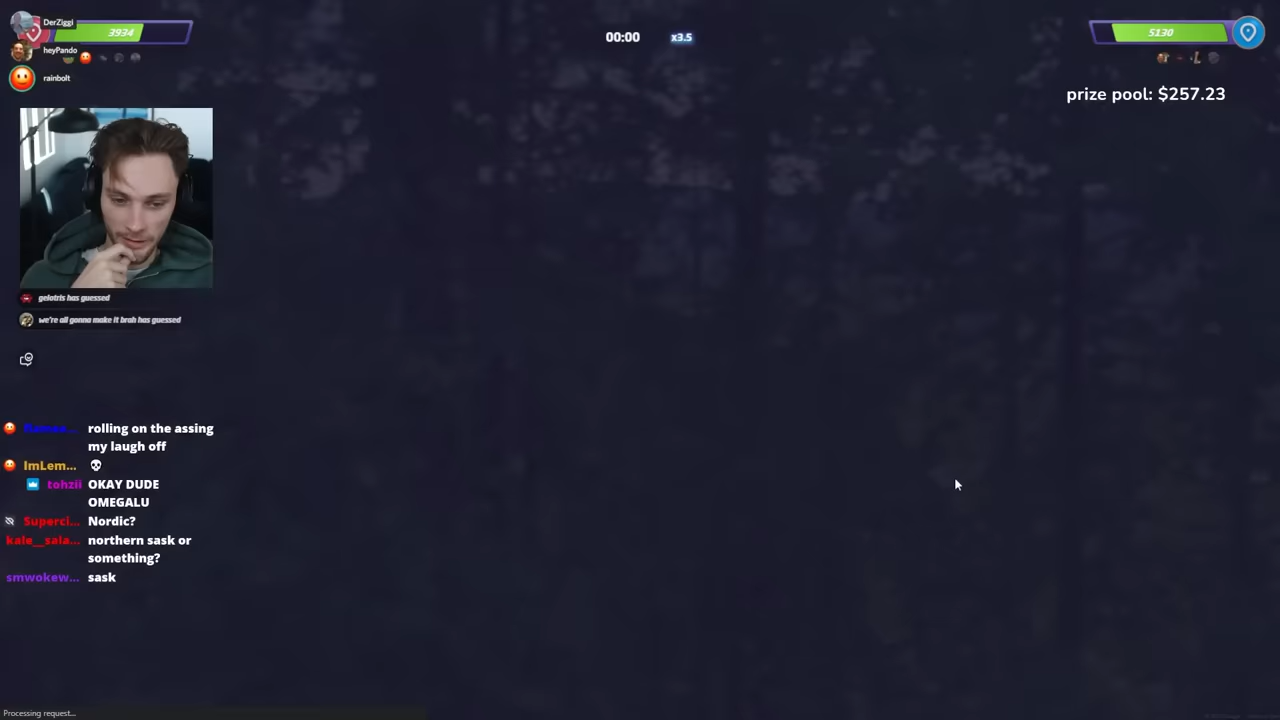 DerZiggi
3934
heyPando
rainbolt
00:00
x3.5
5130
prize pool: $257.23
gelatris has guessed
we're all gonna make it brah has guessed
rolling on the assing
my laugh off
ImLem...
tohzii OKAY DUDE
OMEGALU
Superci... Nordic?
kale__sala... northern sask or
something?
smwokew... sask
Processing request...